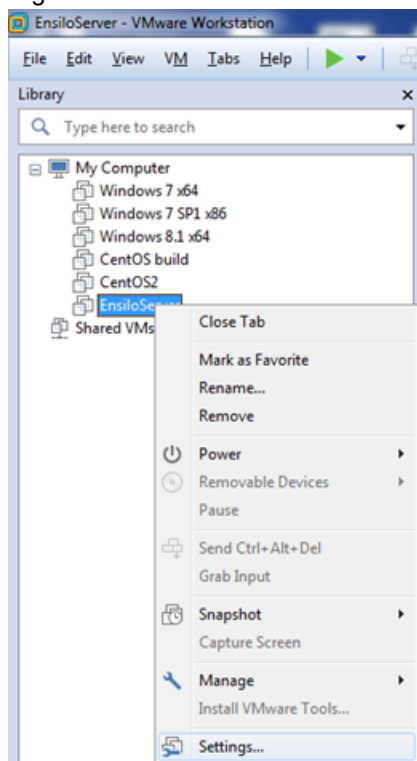 EnsiloServer - VMware Workstation
File Edit View VM Tabs Help
Library
Type here to search
My Computer
Windows 7 x64
Windows 7 SP1 x86
Windows 8.1 x64
CentOS build
CentOS2
EnsiloServer
Shared VMs
Close Tab
Mark as Favorite
Rename...
Remove
Power
Removable Devices
Pause
Send Ctrl+Alt+Del
Grab Input
Snapshot
Capture Screen
Manage
Install VMware Tools...
Settings...